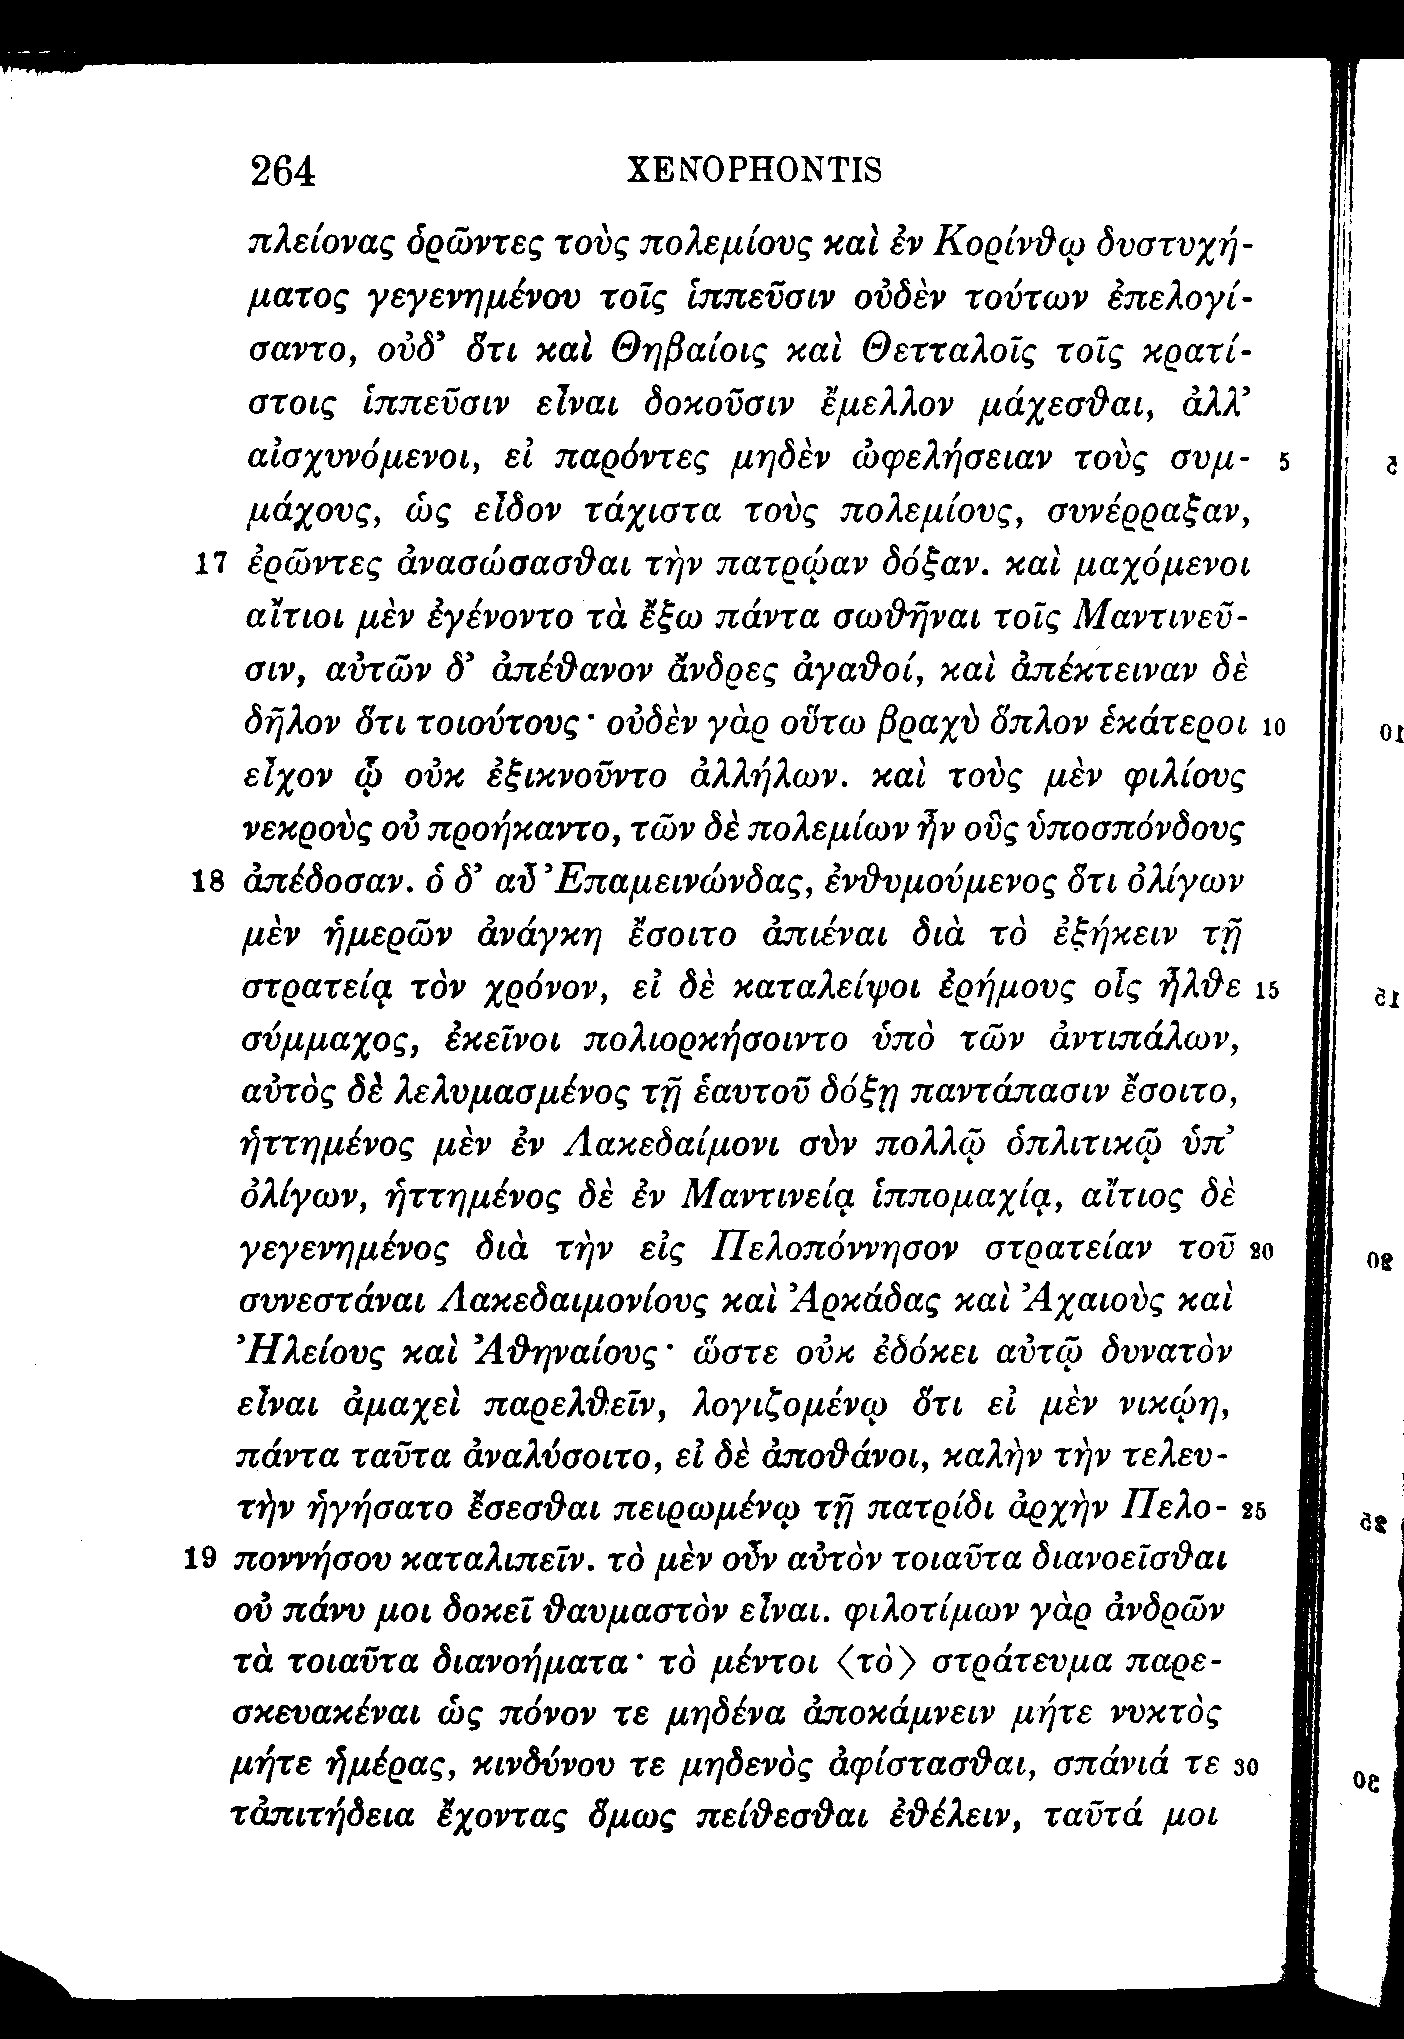 264 XENOPHONTIS
πλείονας ὁρῶντες τοὺς πολεμίους καὶ ἐν Κορίνθῳ δυστυχή-
ματος γεγενημένου τοῖς ἱππεῦσιν οὐδὲν τούτων ἐπελογί-
σαντο, οὐδ’ ὅτι καὶ Θηβαίοις καὶ Θετταλοῖς τοῖς κρατί-
στοις ἱππεῦσιν εἶναι δοκοῦσιν ἔμελλον μάχεσθαι, ἀλλ’
αἰσχυνόμενοι, εἰ παρόντες μηδὲν ὠφελήσειαν τοὺς συμ- 5
μάχους, ὡς εἶδον τάχιστα τοὺς πολεμίους, συνέρραξαν,
17 ἐρῶντες ἀνασώσασθαι τὴν πατρῴαν δόξαν. καὶ μαχόμενοι
αἴτιοι μὲν ἐγένοντο τὰ ἔξω πάντα σωθῆναι τοῖς Μαντινεῦ-
σιν, αὐτῶν δ’ ἀπέθανον ἄνδρες ἀγαθοί, καὶ ἀπέκτειναν δὲ
δῆλον ὅτι τοιούτους· οὐδὲν γὰρ οὕτω βραχὺ ὅπλον ἑκάτεροι 10
εἶχον ᾧ οὐκ ἐξικνοῦντο ἀλλήλων. καὶ τοὺς μὲν φιλίους
νεκροὺς οὐ προήκαντο, τῶν δὲ πολεμίων ἦν οὓς ὑποσπόνδους
18 ἀπέδοσαν. ὁ δ’ αὖ Ἐπαμεινώνδας, ἐνθυμούμενος ὅτι ὀλίγων
μὲν ἡμερῶν ἀνάγκη ἔσοιτο ἀπιέναι διὰ τὸ ἐξήκειν τῇ
στρατείᾳ τὸν χρόνον, εἰ δὲ καταλείψοι ἐρήμους οἷς ἦλθε 15
σύμμαχος, ἐκεῖνοι πολιορκήσοιντο ὑπὸ τῶν ἀντιπάλων,
αὐτὸς δὲ λελυμασμένος τῇ ἑαυτοῦ δόξῃ παντάπασιν ἔσοιτο,
ἡττημένος μὲν ἐν Λακεδαίμονι σὺν πολλῷ ὁπλιτικῷ ὑπ’
ὀλίγων, ἡττημένος δὲ ἐν Μαντινείᾳ ἱππομαχίᾳ, αἴτιος δὲ
γεγενημένος διὰ τὴν εἰς Πελοπόννησον στρατείαν τοῦ 20
συνεστάναι Λακεδαιμονίους καὶ Ἀρκάδας καὶ Ἀχαιοὺς καὶ
Ἠλείους καὶ Ἀθηναίους· ὥστε οὐκ ἐδόκει αὐτῷ δυνατὸν
εἶναι ἀμαχεὶ παρελθεῖν, λογιζομένῳ ὅτι εἰ μὲν νικῴη,
πάντα ταῦτα ἀναλύσοιτο, εἰ δὲ ἀποθάνοι, καλὴν τὴν τελευ-
τὴν ἡγήσατο ἔσεσθαι πειρωμένῳ τῇ πατρίδι ἀρχὴν Πελο- 25
19 ποννήσου καταλιπεῖν. τὸ μὲν οὖν αὐτὸν τοιαῦτα διανοεῖσθαι
οὐ πάνυ μοι δοκεῖ θαυμαστὸν εἶναι. φιλοτίμων γὰρ ἀνδρῶν
τὰ τοιαῦτα διανοήματα· τὸ μέντοι ⟨τὸ⟩ στράτευμα παρε-
σκευακέναι ὡς πόνον τε μηδένα ἀποκάμνειν μήτε νυκτὸς
μήτε ἡμέρας, κινδύνου τε μηδενὸς ἀφίστασθαι, σπάνιά τε 30
τἀπιτήδεια ἔχοντας ὅμως πείθεσθαι ἐθέλειν, ταῦτά μοι